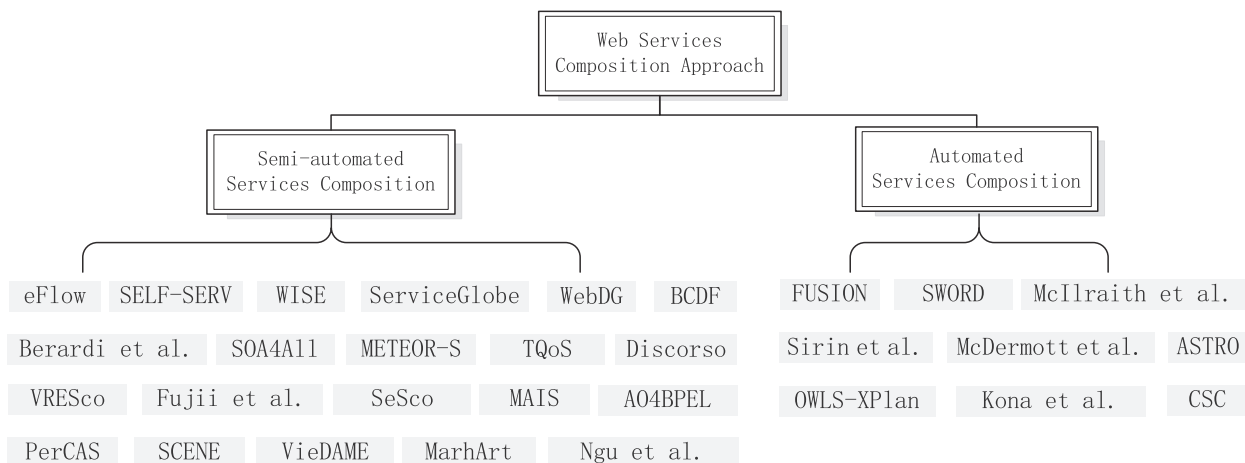 Web Services
Composition Approach
Semi-automated
Services Composition
Automated
Services Composition
eFlow SELF-SERV WISE ServiceGlobe WebDG BCDF
Berardi et al. SOA4All METEOR-S TQoS Discorso
VRESco Fujii et al. SeSco MAIS AO4BPEL
PerCAS SCENE VieDAME MarhArt Ngu et al.
FUSION SWORD McIlraith et al.
Sirin et al. McDermott et al. ASTRO
OWLS-XPlan Kona et al. CSC